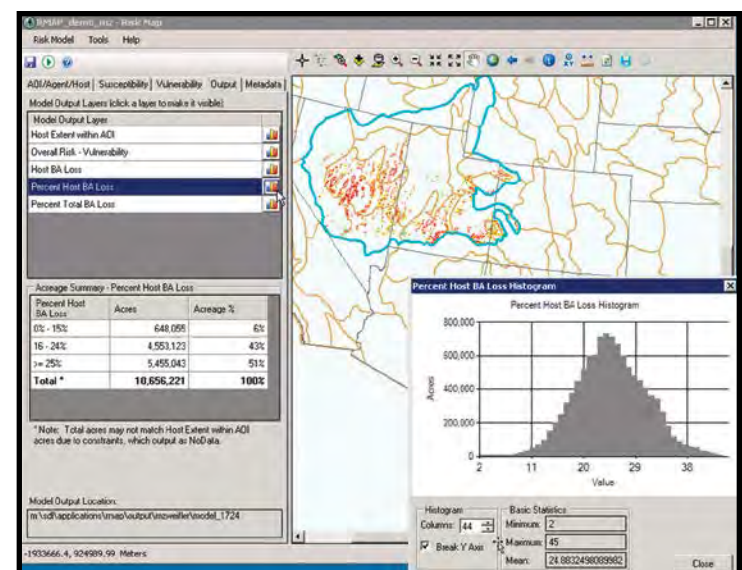 RMAP_demo_mz - Risk Map
Risk Model Tools Help
AOI/Agent/Host Susceptibility Vulnerability Output Metadata
Model Output Layers (click a layer to make it visible)
Model Output Layer
Host Extent within AOI
Overall Risk - Vulnerability
Host BA Loss
Percent Host BA Loss
Percent Total BA Loss
Acreage Summary - Percent Host BA Loss
Percent Host BA Loss Acres Acreage %
0% - 15% 648,055 6%
16 - 24% 4,553,123 43%
>= 25% 5,455,043 51%
Total * 10,656,221 100%
*Note: Total acres may not match Host Extent within AOI
acres due to constraints, which output as NoData.
Model Output Location:
-1933666.4, 924989.99 Meters
Percent Host BA Loss Histogram
Percent Host BA Loss Histogram
800,000
600,000
400,000
200,000
0
Acres
2 11 20 29 38
Value
Histogram
Columns: 44
Break Y Axis
Basic Statistics
Minimum: 2
Maximum: 45
Mean: 24.8832498089982
Close